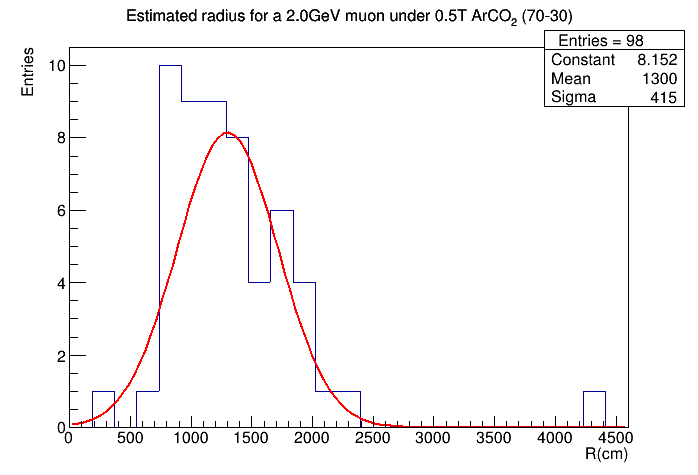 Estimated radius for a 2.0GeV muon under 0.5T ArCO2 (70-30)
Entries = 98
Constant 8.152
Mean 1300
Sigma 415
Entries
10
8
6
4
2
0
0 500 1000 1500 2000 2500 3000 3500 4000 4500
R(cm)